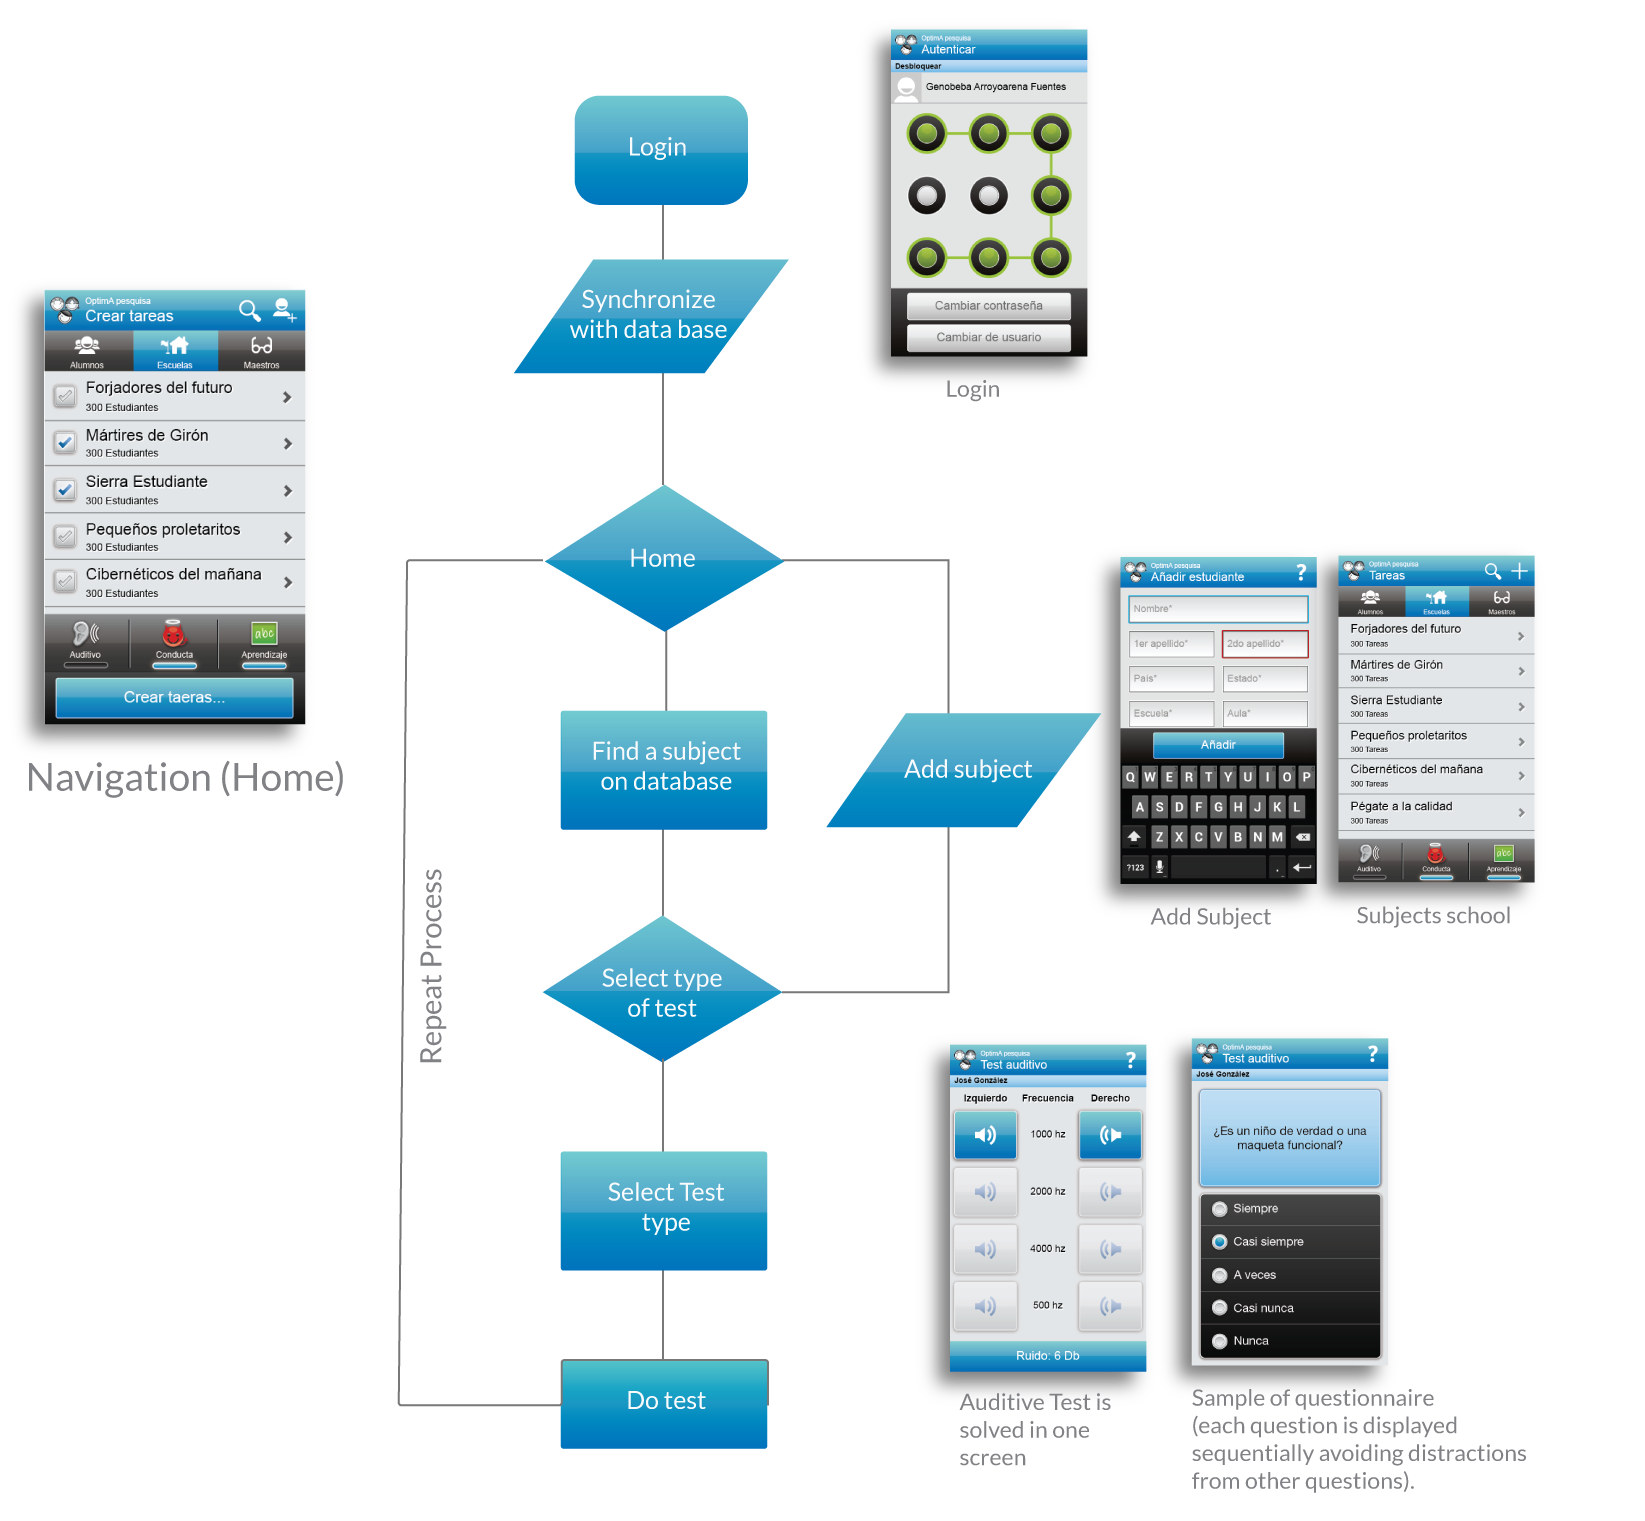 Login
Synchronize
with data base
Home
Find a subject
on database
Add subject
Select type
of test
Select Test
type
Do test
Repeat Process
OptimA pesquisa
Autenticar
Desbloquear
Genobeba Arroyoarena Fuentes
Cambiar contraseña
Cambiar de usuario
Login
OptimA pesquisa
Crear tareas
Alumnos Escuelas Maestros
Forjadores del futuro
300 Estudiantes
Mártires de Girón
300 Estudiantes
Sierra Estudiante
300 Estudiantes
Pequeños proletaritos
300 Estudiantes
Cibernéticos del mañana
300 Estudiantes
Auditivo Conducta abc Aprendizaje
Crear taeras...
Navigation (Home)
OptimA pesquisa
Añadir estudiante ?
Nombre*
1er apellido* 2do apellido*
País* Estado*
Escuela* Aula*
Añadir
Q W E R T Y U I O P
A S D F G H J K L
Z X C V B N M
?123 .
Add Subject
OptimA pesquisa
Tareas
Alumnos Escuelas Maestros
Forjadores del futuro
300 Tareas
Mártires de Girón
300 Tareas
Sierra Estudiante
300 Tareas
Pequeños proletaritos
300 Tareas
Cibernéticos del mañana
300 Tareas
Pégate a la calidad
300 Tareas
Auditivo Conducta abc Aprendizaje
Subjects school
OptimA pesquisa
Test auditivo ?
José González
Izquierdo Frecuencia Derecho
1000 hz
2000 hz
4000 hz
500 hz
Ruido: 6 Db
Auditive Test is
solved in one
screen
OptimA pesquisa
Test auditivo ?
José González
¿Es un niño de verdad o una
maqueta funcional?
Siempre
Casi siempre
A veces
Casi nunca
Nunca
Sample of questionnaire
(each question is displayed
sequentially avoiding distractions
from other questions).